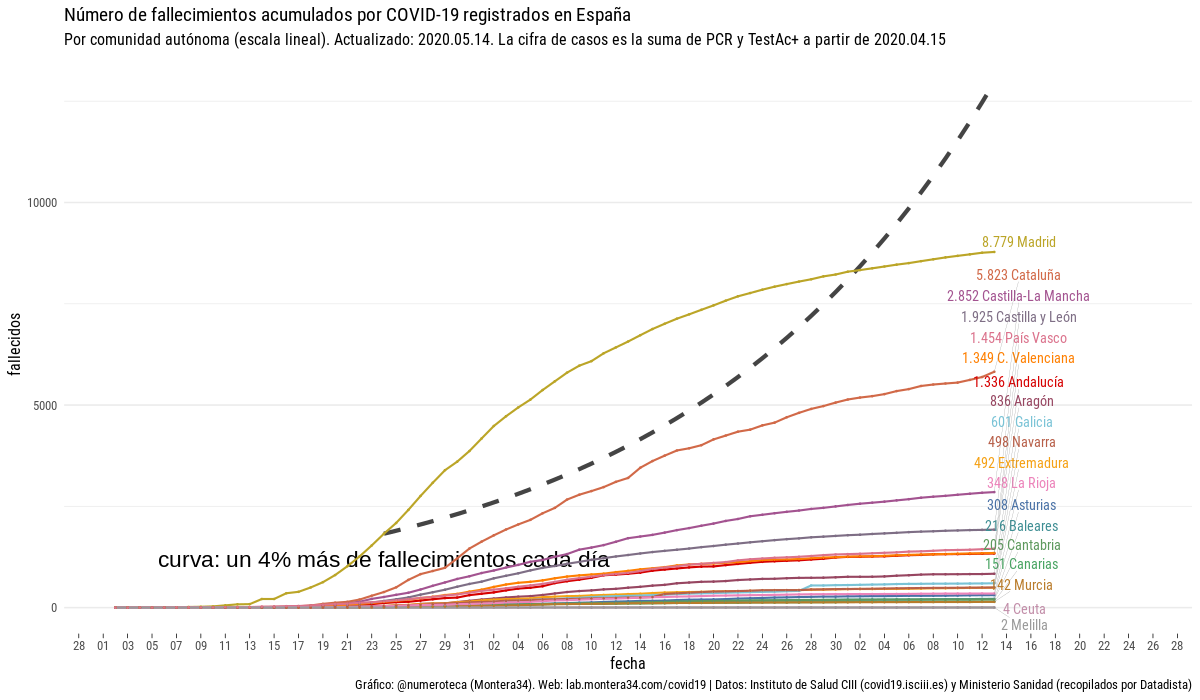 Número de fallecimientos acumulados por COVID-19 registrados en España
Por comunidad autónoma (escala lineal). Actualizado: 2020.05.14. La cifra de casos es la suma de PCR y TestAc+ a partir de 2020.04.15
10000
5000
0
fallecidos
curva: un 4% más de fallecimientos cada día
8.779 Madrid
5.823 Cataluña
2.852 Castilla-La Mancha
1.925 Castilla y León
1.454 País Vasco
1.349 C. Valenciana
1.336 Andalucía
836 Aragón
601 Galicia
498 Navarra
492 Extremadura
348 La Rioja
308 Asturias
216 Baleares
205 Cantabria
151 Canarias
142 Murcia
4 Ceuta
2 Melilla
28 01 03 05 07 09 11 13 15 17 19 21 23 25 27 29 31 02 04 06 08 10 12 14 16 18 20 22 24 26 28 30 02 04 06 08 10 12 14 16 18 20 22 24 26 28
fecha
Gráfico: @numeroteca (Montera34). Web: lab.montera34.com/covid19 | Datos: Instituto de Salud CIII (covid19.isciii.es) y Ministerio Sanidad (recopilados por Datadista)